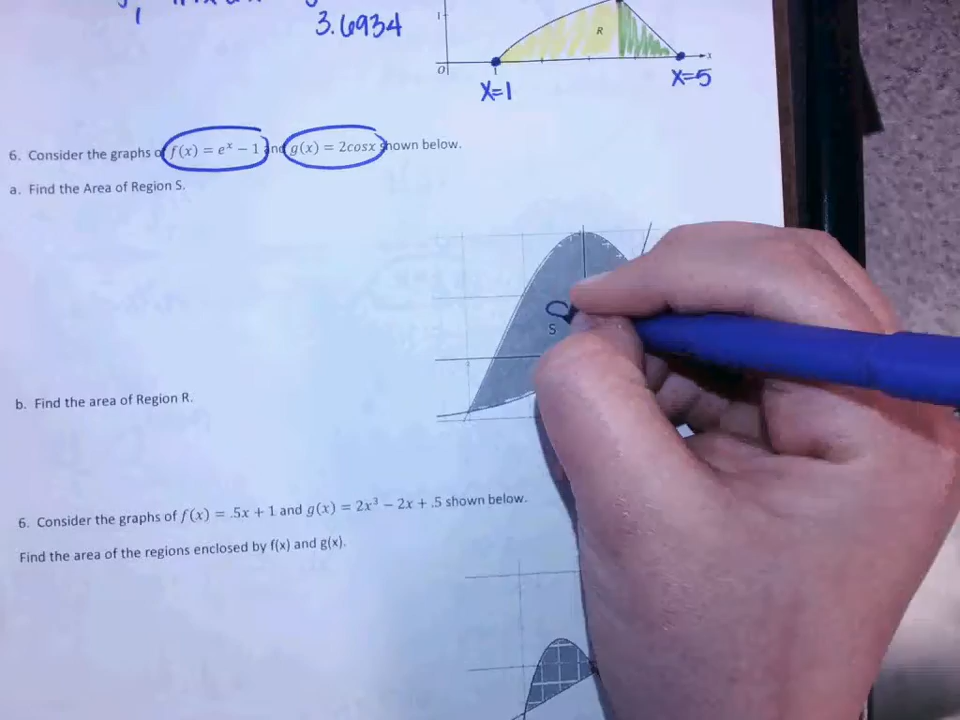 1
3.6934
1
R
O
x
X=1
X=5
6. Consider the graphs of f(x) = eˣ − 1 and g(x) = 2cosx shown below.
a. Find the Area of Region S.
S
b. Find the area of Region R.
6. Consider the graphs of f(x) = .5x + 1 and g(x) = 2x³ − 2x + .5 shown below.
Find the area of the regions enclosed by f(x) and g(x).